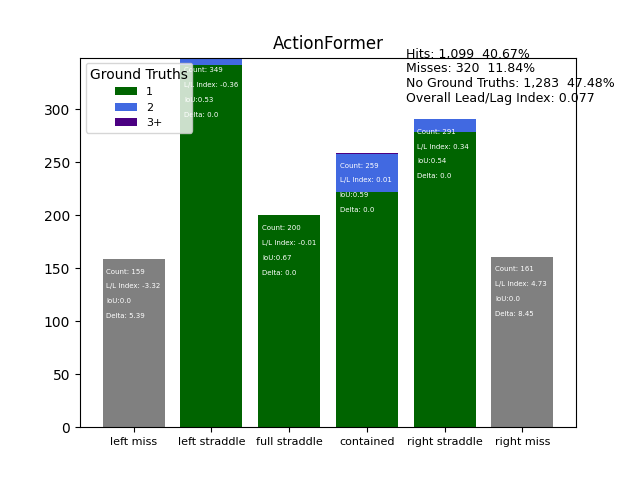 ActionFormer
Hits: 1,099 40.67%
Misses: 320 11.84%
No Ground Truths: 1,283 47.48%
Overall Lead/Lag Index: 0.077
Ground Truths
1
2
3+
300
250
200
150
100
50
0
Count: 159
L/L Index: -3.32
IoU:0.0
Delta: 5.39
Count: 349
L/L Index: -0.36
IoU:0.53
Delta: 0.0
Count: 200
L/L Index: -0.01
IoU:0.67
Delta: 0.0
Count: 259
L/L Index: 0.01
IoU:0.59
Delta: 0.0
Count: 291
L/L Index: 0.34
IoU:0.54
Delta: 0.0
Count: 161
L/L Index: 4.73
IoU:0.0
Delta: 8.45
left miss
left straddle
full straddle
contained
right straddle
right miss